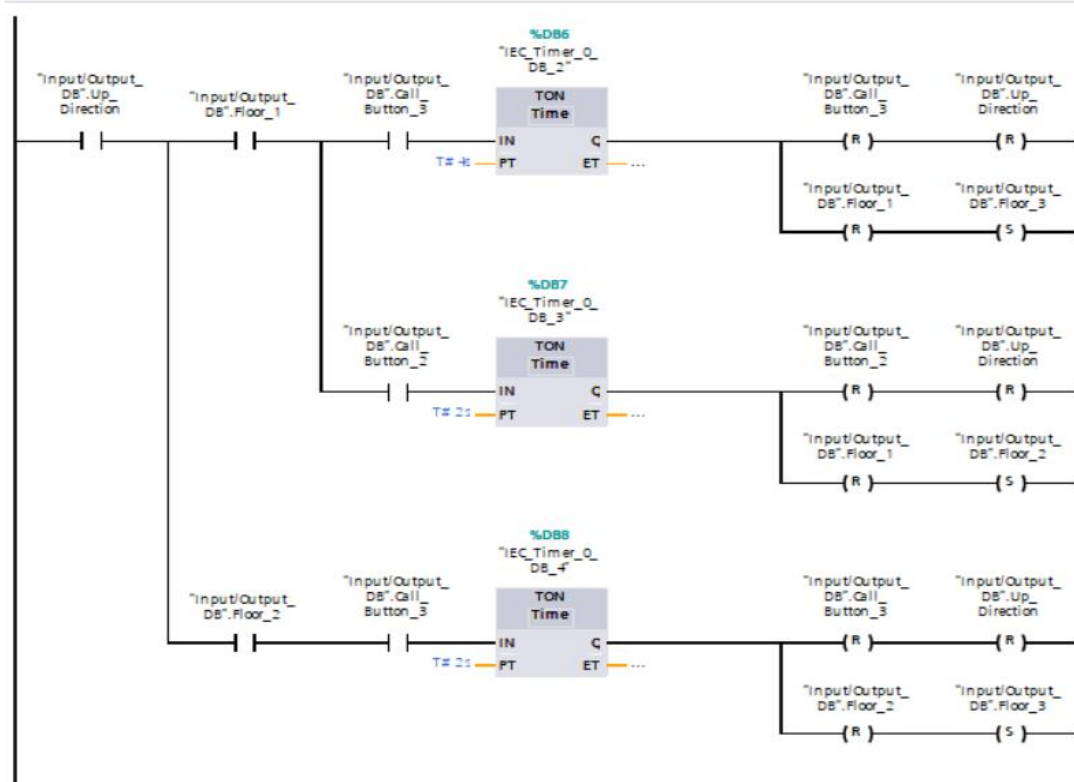 %DB6
"IEC_Timer_0_
DB_2"
"Input/Output_
DB".Up_
Direction
"Input/Output_
DB".Floor_1
"Input/Output_
DB".Call_
Button_3
TON
Time
IN
Q
T# 4s
PT
ET
...
"Input/Output_
DB".Call_
Button_3
(R)
"Input/Output_
DB".Up_
Direction
(R)
"Input/Output_
DB".Floor_1
(R)
"Input/Output_
DB".Floor_3
(S)
%DB7
"IEC_Timer_0_
DB_3"
"Input/Output_
DB".Call_
Button_2
TON
Time
IN
Q
T# 2s
PT
ET
...
"Input/Output_
DB".Call_
Button_2
(R)
"Input/Output_
DB".Up_
Direction
(R)
"Input/Output_
DB".Floor_1
(R)
"Input/Output_
DB".Floor_2
(S)
%DB8
"IEC_Timer_0_
DB_4"
"Input/Output_
DB".Floor_2
"Input/Output_
DB".Call_
Button_3
TON
Time
IN
Q
T# 2s
PT
ET
...
"Input/Output_
DB".Call_
Button_3
(R)
"Input/Output_
DB".Up_
Direction
(R)
"Input/Output_
DB".Floor_2
(R)
"Input/Output_
DB".Floor_3
(S)